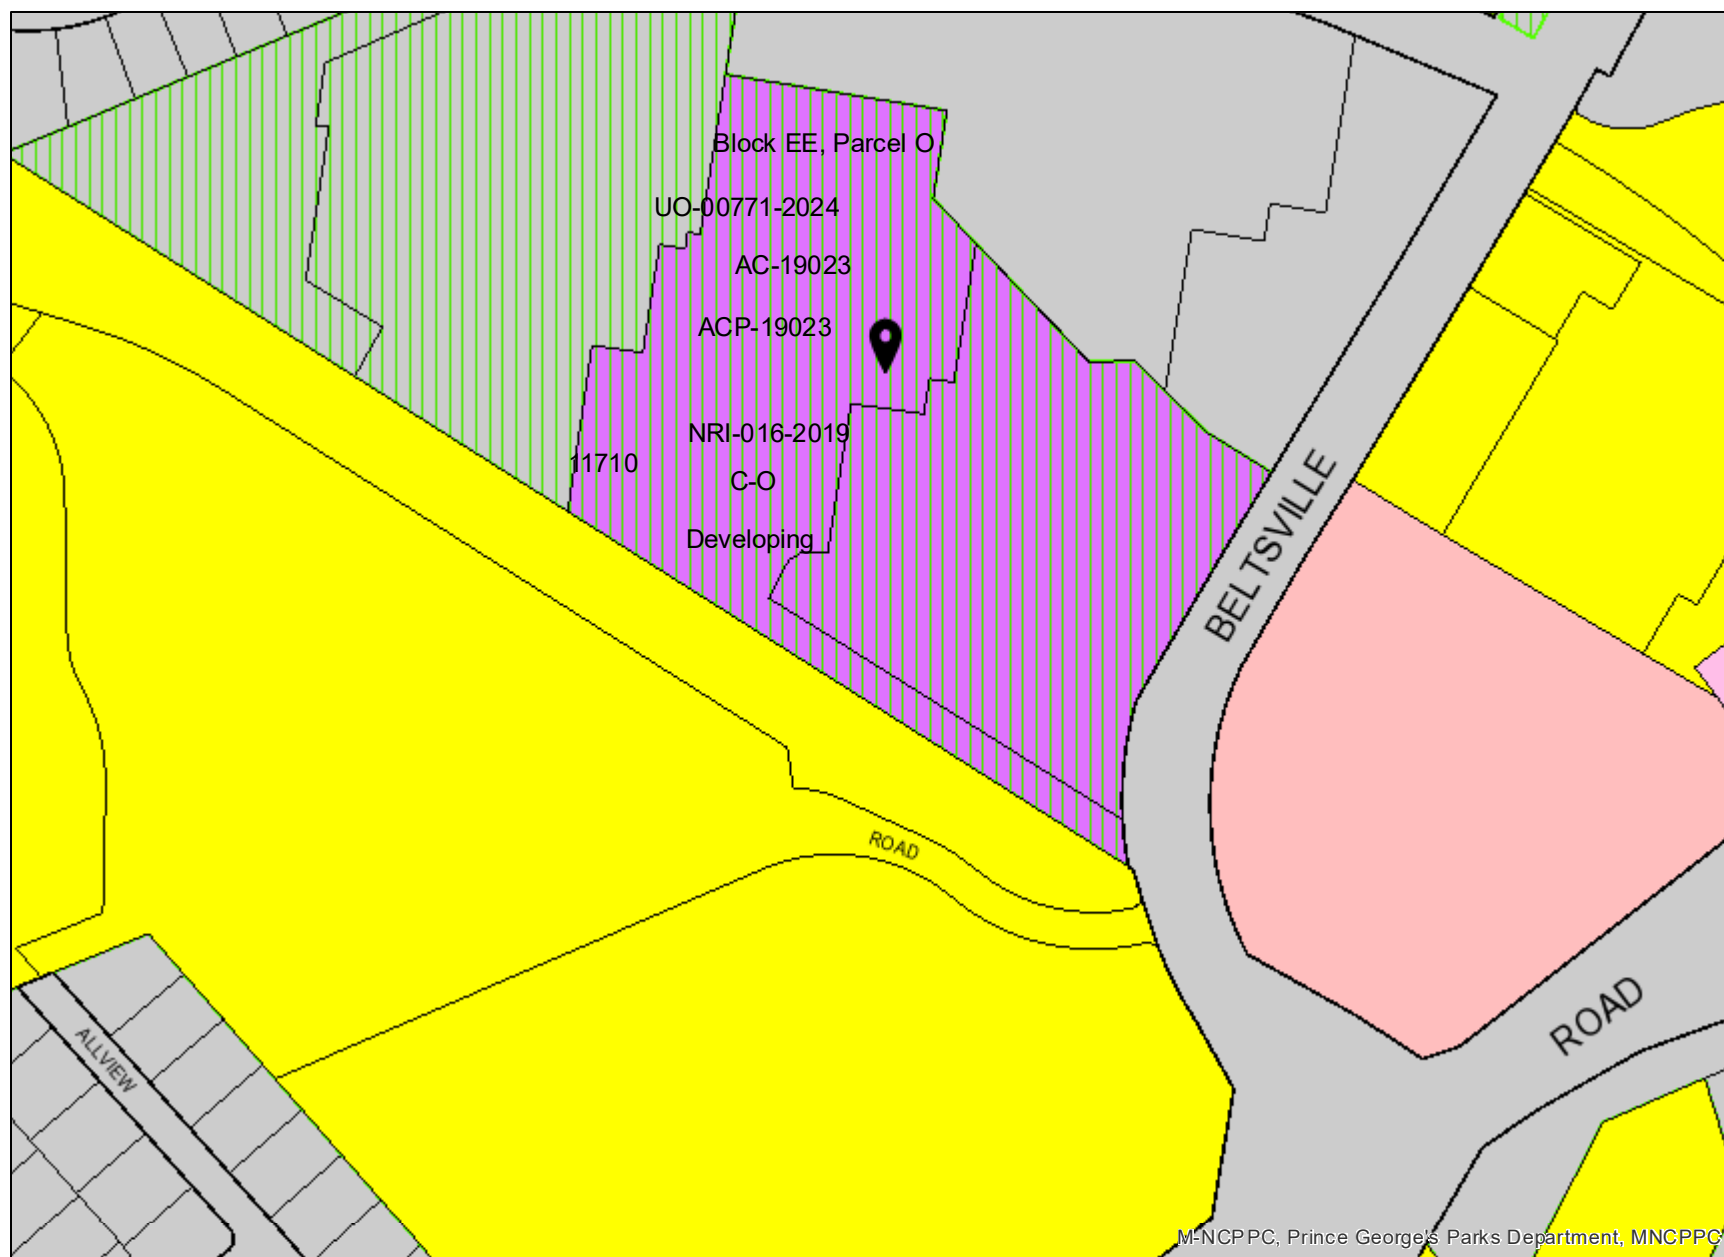 Block EE, Parcel O
UO-00771-2024
AC-19023
ACP-19023
NRI-016-2019
11710
C-O
Developing
BELTSVILLE
ROAD
ROAD
ALLVIEW
M-NCPPC, Prince George's Parks Department, MNCPPC